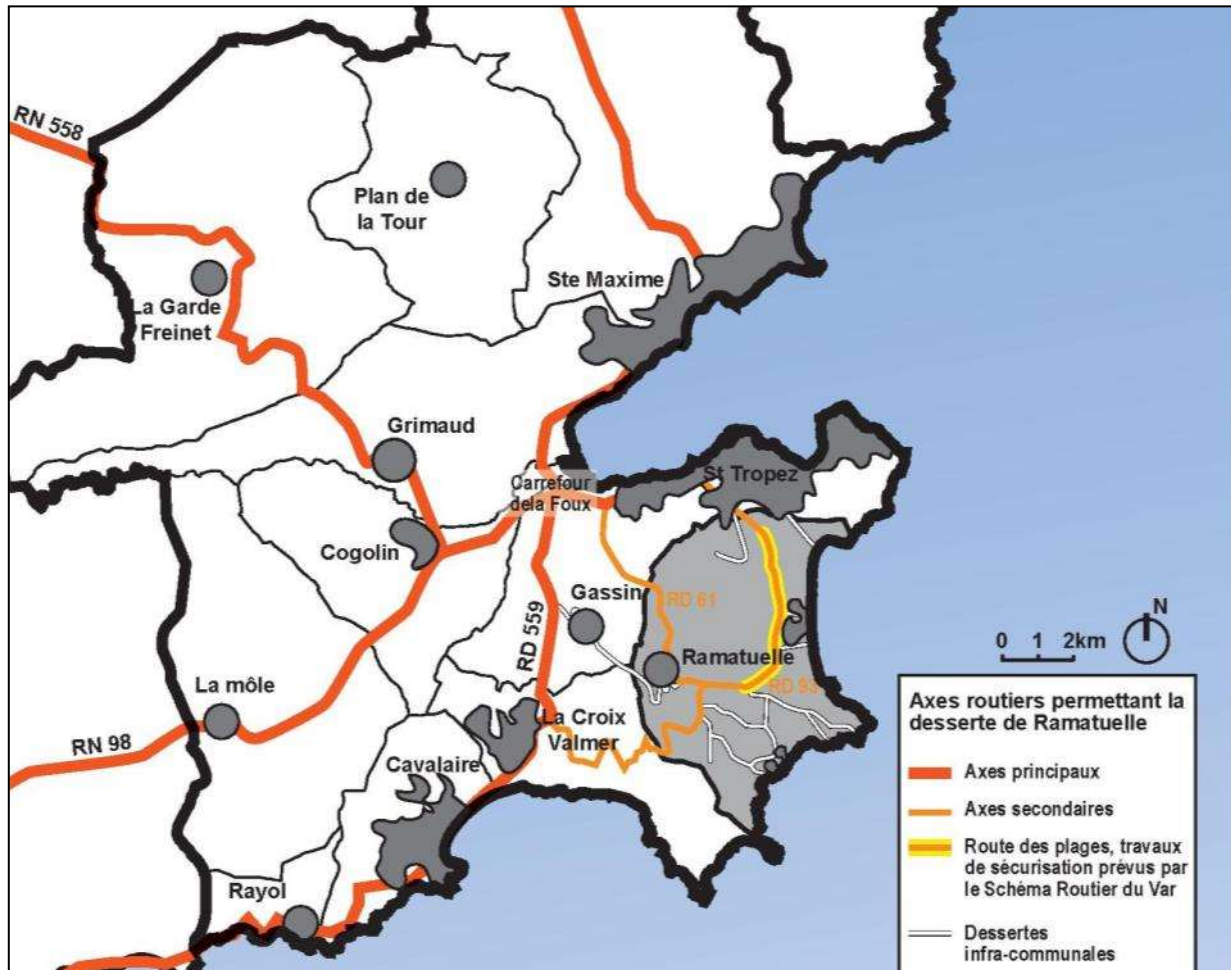 RN 558
Plan de
la Tour
Ste Maxime
La Garde
Freinet
Grimaud
Carrefour
dela Foux
St Tropez
Cogolin
Gassin
RD 61
RD 559
Ramatuelle
RD 93
La môle
La Croix
Valmer
RN 98
Cavalaire
Rayol
N
0 1 2km
Axes routiers permettant la
desserte de Ramatuelle
Axes principaux
Axes secondaires
Route des plages, travaux
de sécurisation prévus par
le Schéma Routier du Var
Dessertes
infra-communales